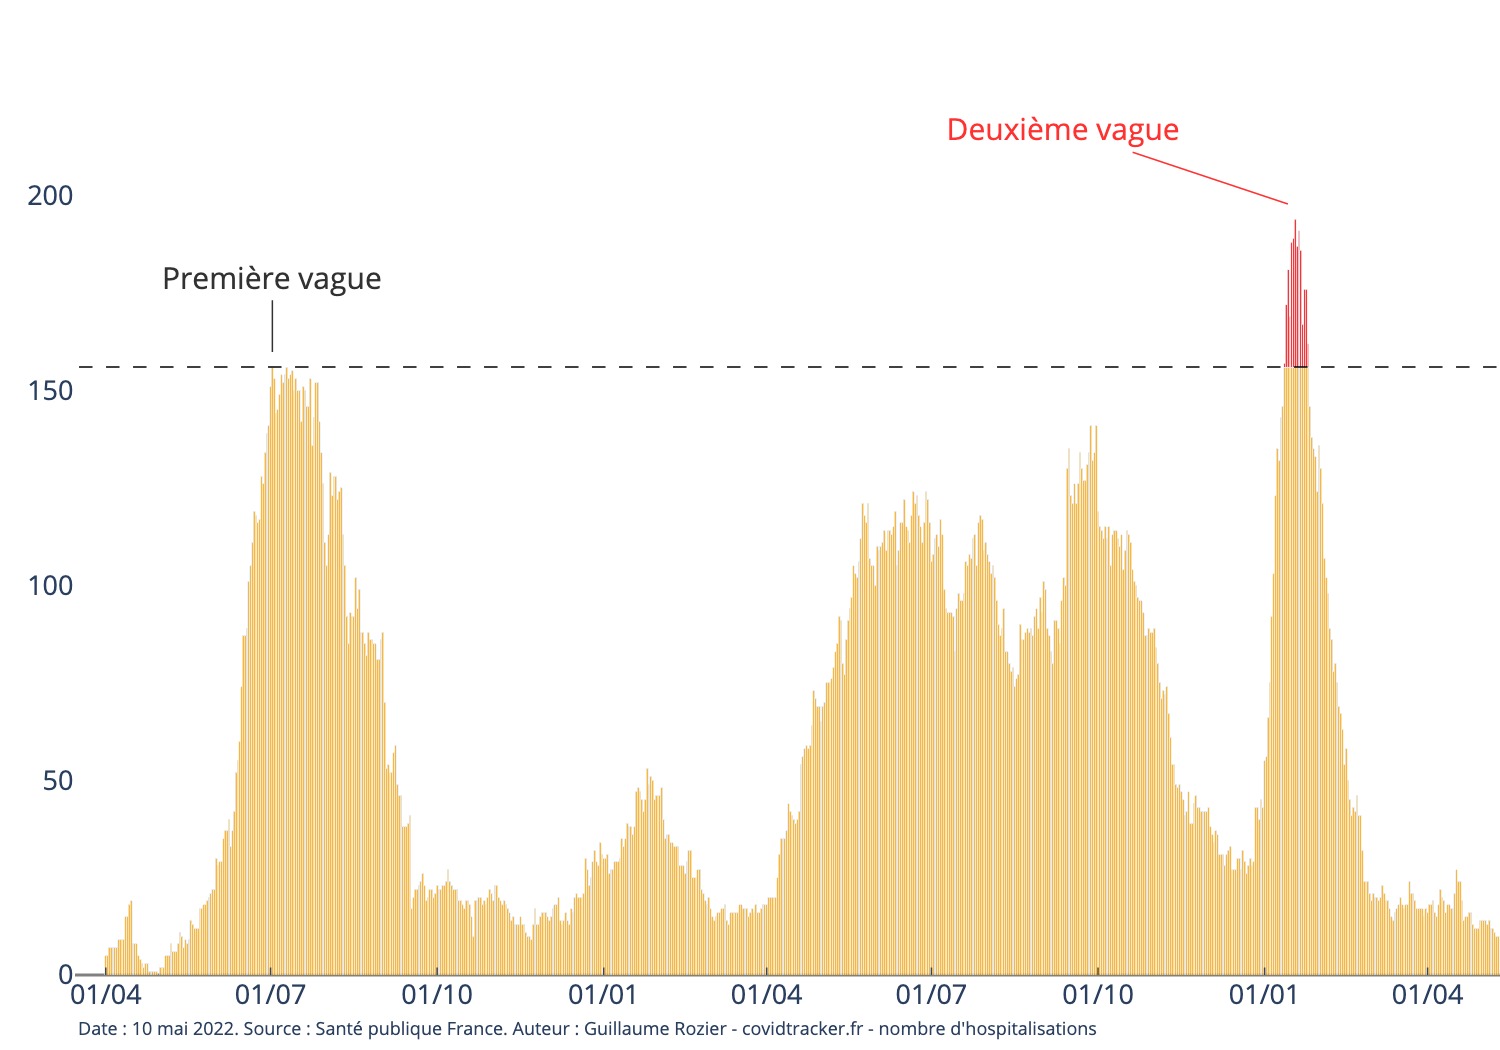 Deuxième vague
200
Première vague
150
100
50
0
01/04 01/07 01/10 01/01 01/04 01/07 01/10 01/01 01/04
Date : 10 mai 2022. Source : Santé publique France. Auteur : Guillaume Rozier - covidtracker.fr - nombre d'hospitalisations